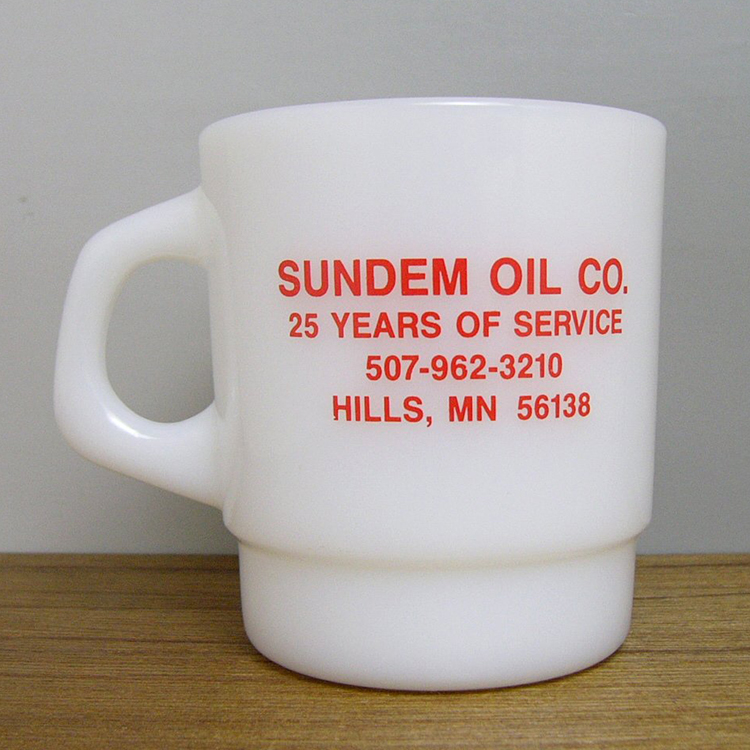 SUNDEM OIL CO.
25 YEARS OF SERVICE
507-962-3210
HILLS, MN 56138